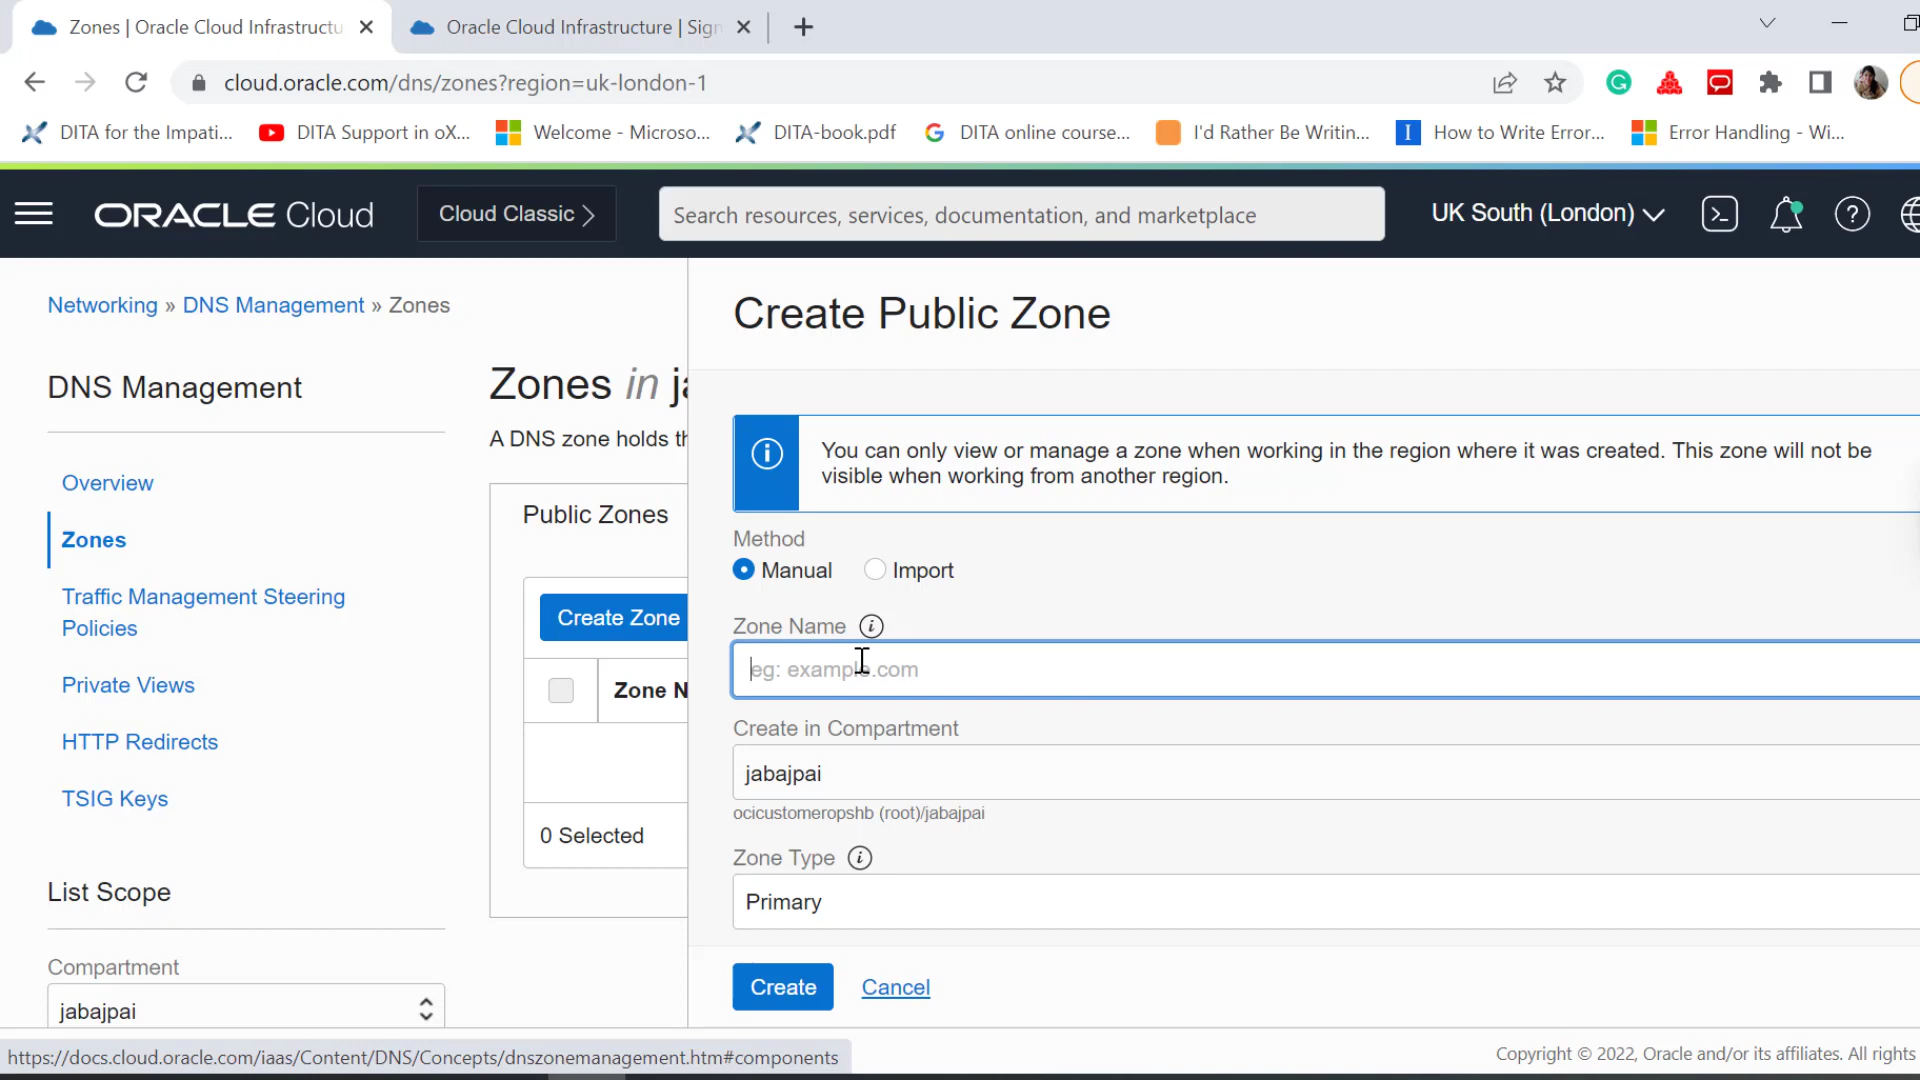 Zones | Oracle Cloud Infrastructu
Oracle Cloud Infrastructure | Sign
cloud.oracle.com/dns/zones?region=uk-london-1
DITA for the Impati...
DITA Support in oX...
Welcome - Microso...
DITA-book.pdf
DITA online course...
I'd Rather Be Writin...
How to Write Error...
Error Handling - Wi...
ORACLE Cloud
Cloud Classic
Search resources, services, documentation, and marketplace
UK South (London)
Networking » DNS Management » Zones
DNS Management
Overview
Zones
Traffic Management Steering
Policies
Private Views
HTTP Redirects
TSIG Keys
List Scope
Compartment
jabajpai
Zones in ja
A DNS zone holds th
Public Zones
Create Zone
Zone N
0 Selected
Create Public Zone
You can only view or manage a zone when working in the region where it was created. This zone will not be
visible when working from another region.
Method
Manual
Import
Zone Name
eg: example.com
Create in Compartment
jabajpai
ocicustomeropshb (root)/jabajpai
Zone Type
Primary
Create
Cancel
https://docs.cloud.oracle.com/iaas/Content/DNS/Concepts/dnszonemanagement.htm#components
Copyright © 2022, Oracle and/or its affiliates. All rights